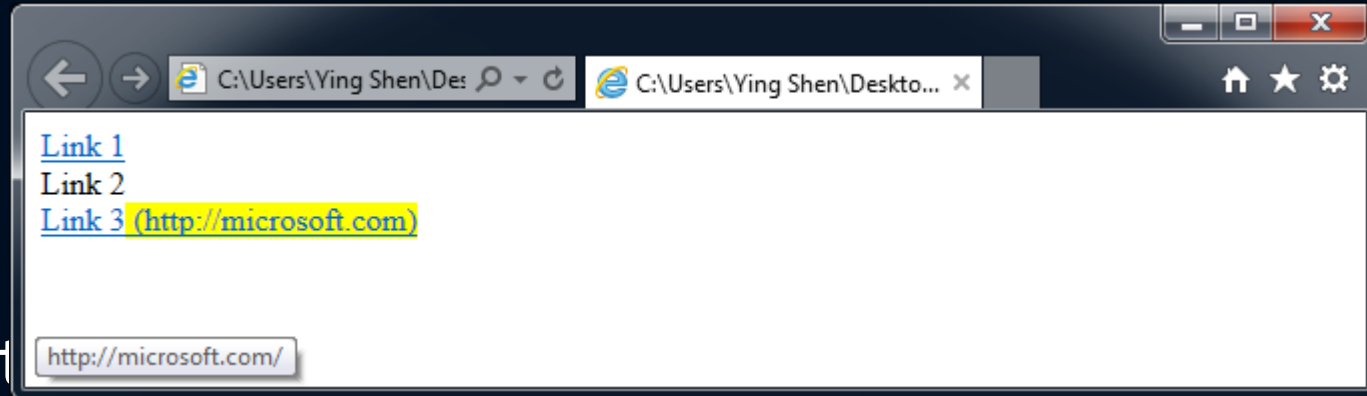 C:\Users\Ying Shen\Des
C:\Users\Ying Shen\Deskto...
Link 1
Link 2
Link 3 (http://microsoft.com)
http://microsoft.com/